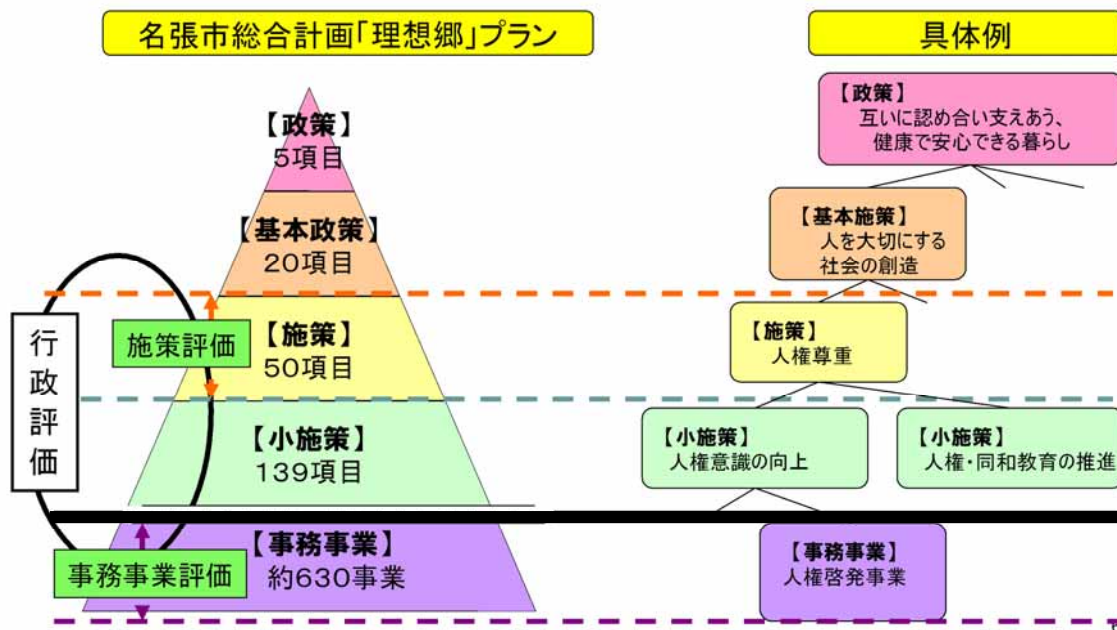 名張市総合計画「理想郷」プラン
具体例
【政策】
5項目
【基本政策】
20項目
【施策】
50項目
【小施策】
139項目
【事務事業】
約630事業
行政評価
施策評価
事務事業評価
【政策】
互いに認め合い支えあう、
健康で安心できる暮らし
【基本施策】
人を大切にする
社会の創造
【施策】
人権尊重
【小施策】
人権意識の向上
【小施策】
人権・同和教育の推進
【事務事業】
人権啓発事業